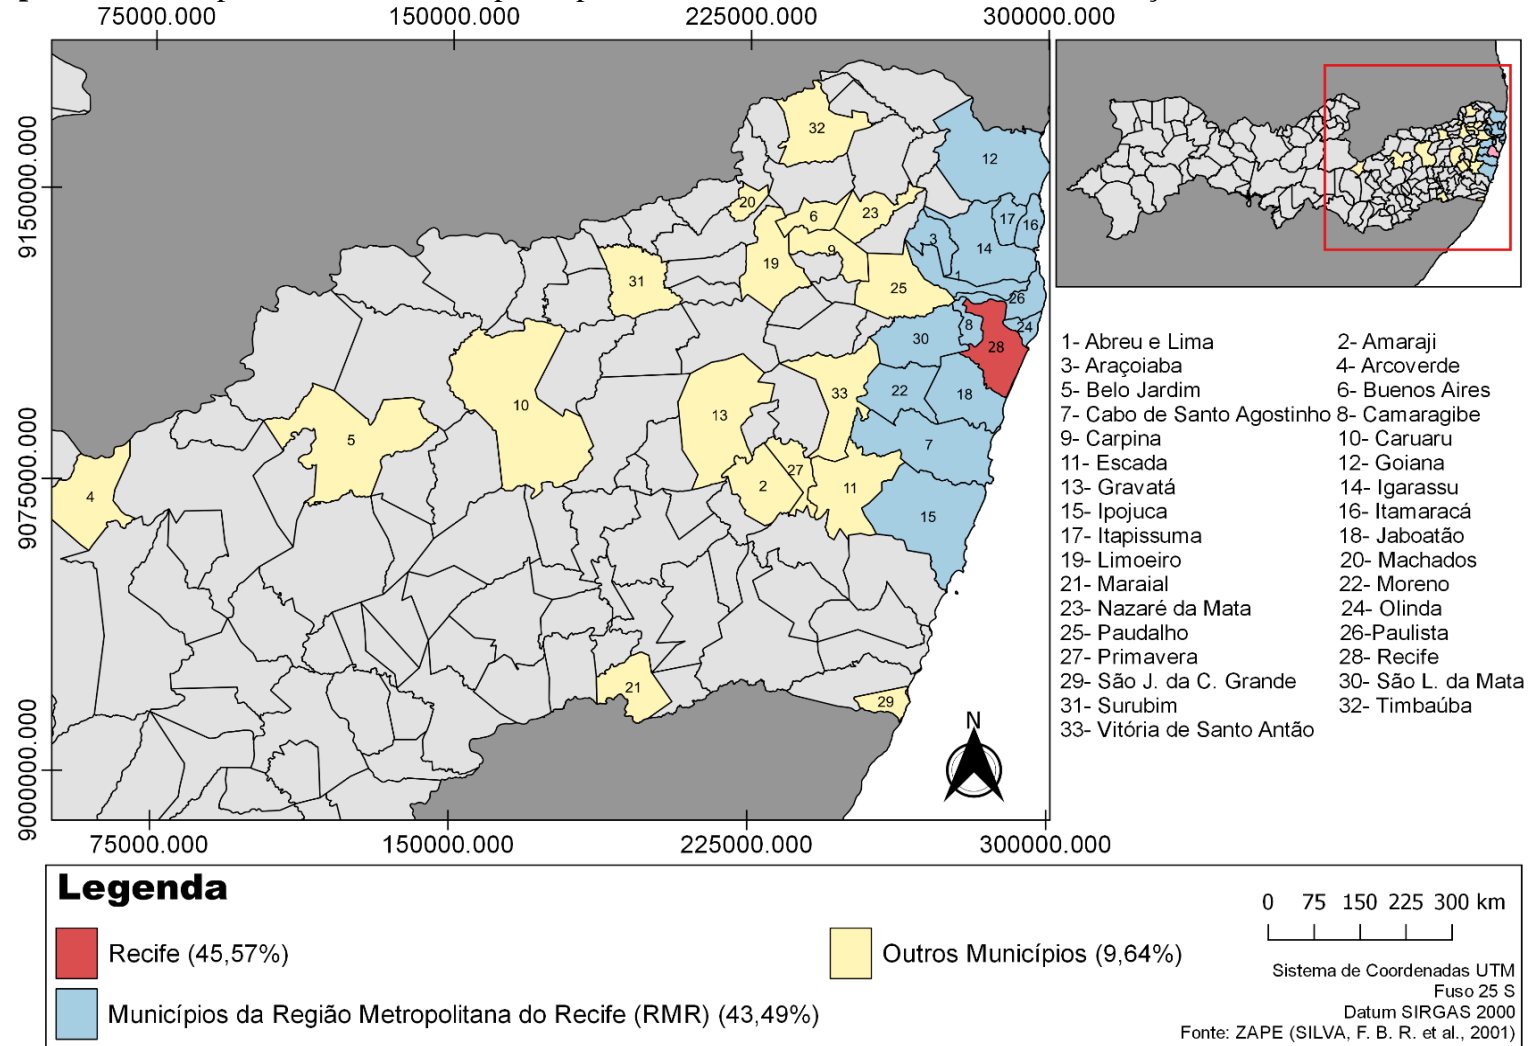 75000.000 150000.000 225000.000 300000.000
9150000.000
9075000.000
9000000.000
32
12
20
6
23
17
16
3
14
9
19
1
31
25
26
8
24
30
28
33
22
18
10
13
5
7
27
4
2
11
15
21
29
N
75000.000 150000.000 225000.000 300000.000
1- Abreu e Lima 2- Amaraji
3- Araçoiaba 4- Arcoverde
5- Belo Jardim 6- Buenos Aires
7- Cabo de Santo Agostinho 8- Camaragibe
9- Carpina 10- Caruaru
11- Escada 12- Goiana
13- Gravatá 14- Igarassu
15- Ipojuca 16- Itamaracá
17- Itapissuma 18- Jaboatão
19- Limoeiro 20- Machados
21- Maraial 22- Moreno
23- Nazaré da Mata 24- Olinda
25- Paudalho 26-Paulista
27- Primavera 28- Recife
29- São J. da C. Grande 30- São L. da Mata
31- Surubim 32- Timbaúba
33- Vitória de Santo Antão
Legenda
Recife (45,57%)
Outros Municípios (9,64%)
Municípios da Região Metropolitana do Recife (RMR) (43,49%)
0 75 150 225 300 km
Sistema de Coordenadas UTM
Fuso 25 S
Datum SIRGAS 2000
Fonte: ZAPE (SILVA, F. B. R. et al., 2001)